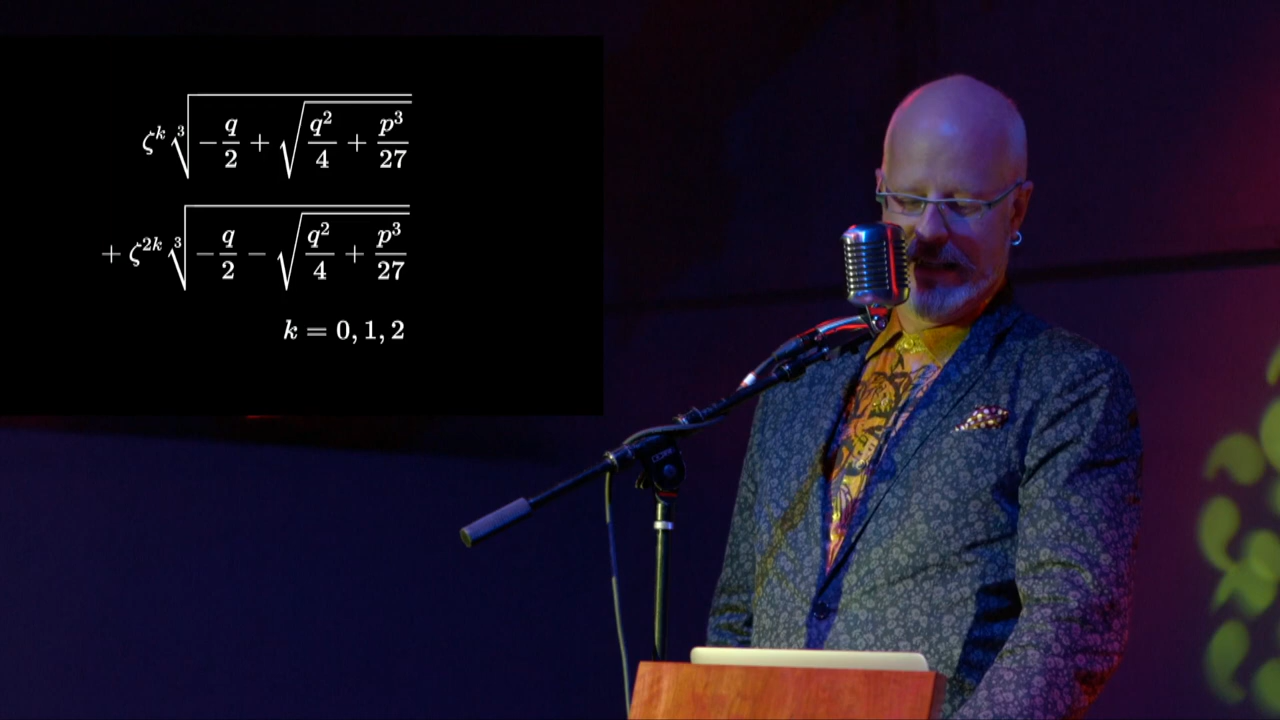 ζ^k ∛(-q/2 + √(q²/4 + p³/27))
+ ζ^{2k} ∛(-q/2 - √(q²/4 + p³/27))
k = 0, 1, 2